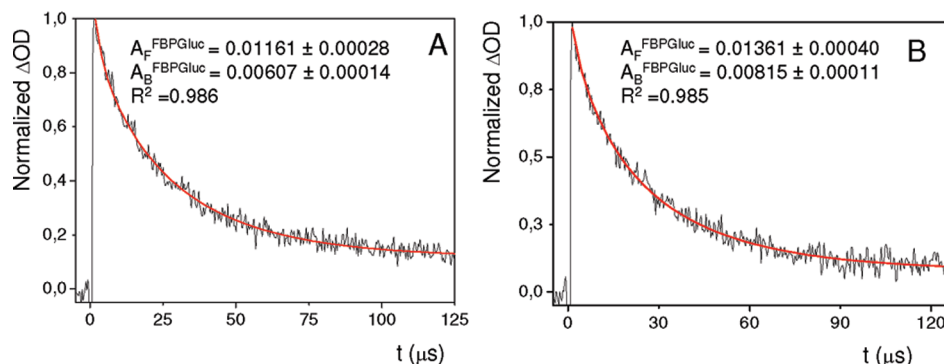 A
A_F^FBPGluc = 0.01161 ± 0.00028
A_B^FBPGluc = 0.00607 ± 0.00014
R² =0.986
Normalized ΔOD
1,0
0,8
0,6
0,4
0,2
0,0
0 25 50 75 100 125
t (μs)
B
A_F^FBPGluc = 0.01361 ± 0.00040
A_B^FBPGluc = 0.00815 ± 0.00011
R² =0.985
Normalized ΔOD
1,0
0,8
0,5
0,3
0,0
0 30 60 90 120
t (μs)